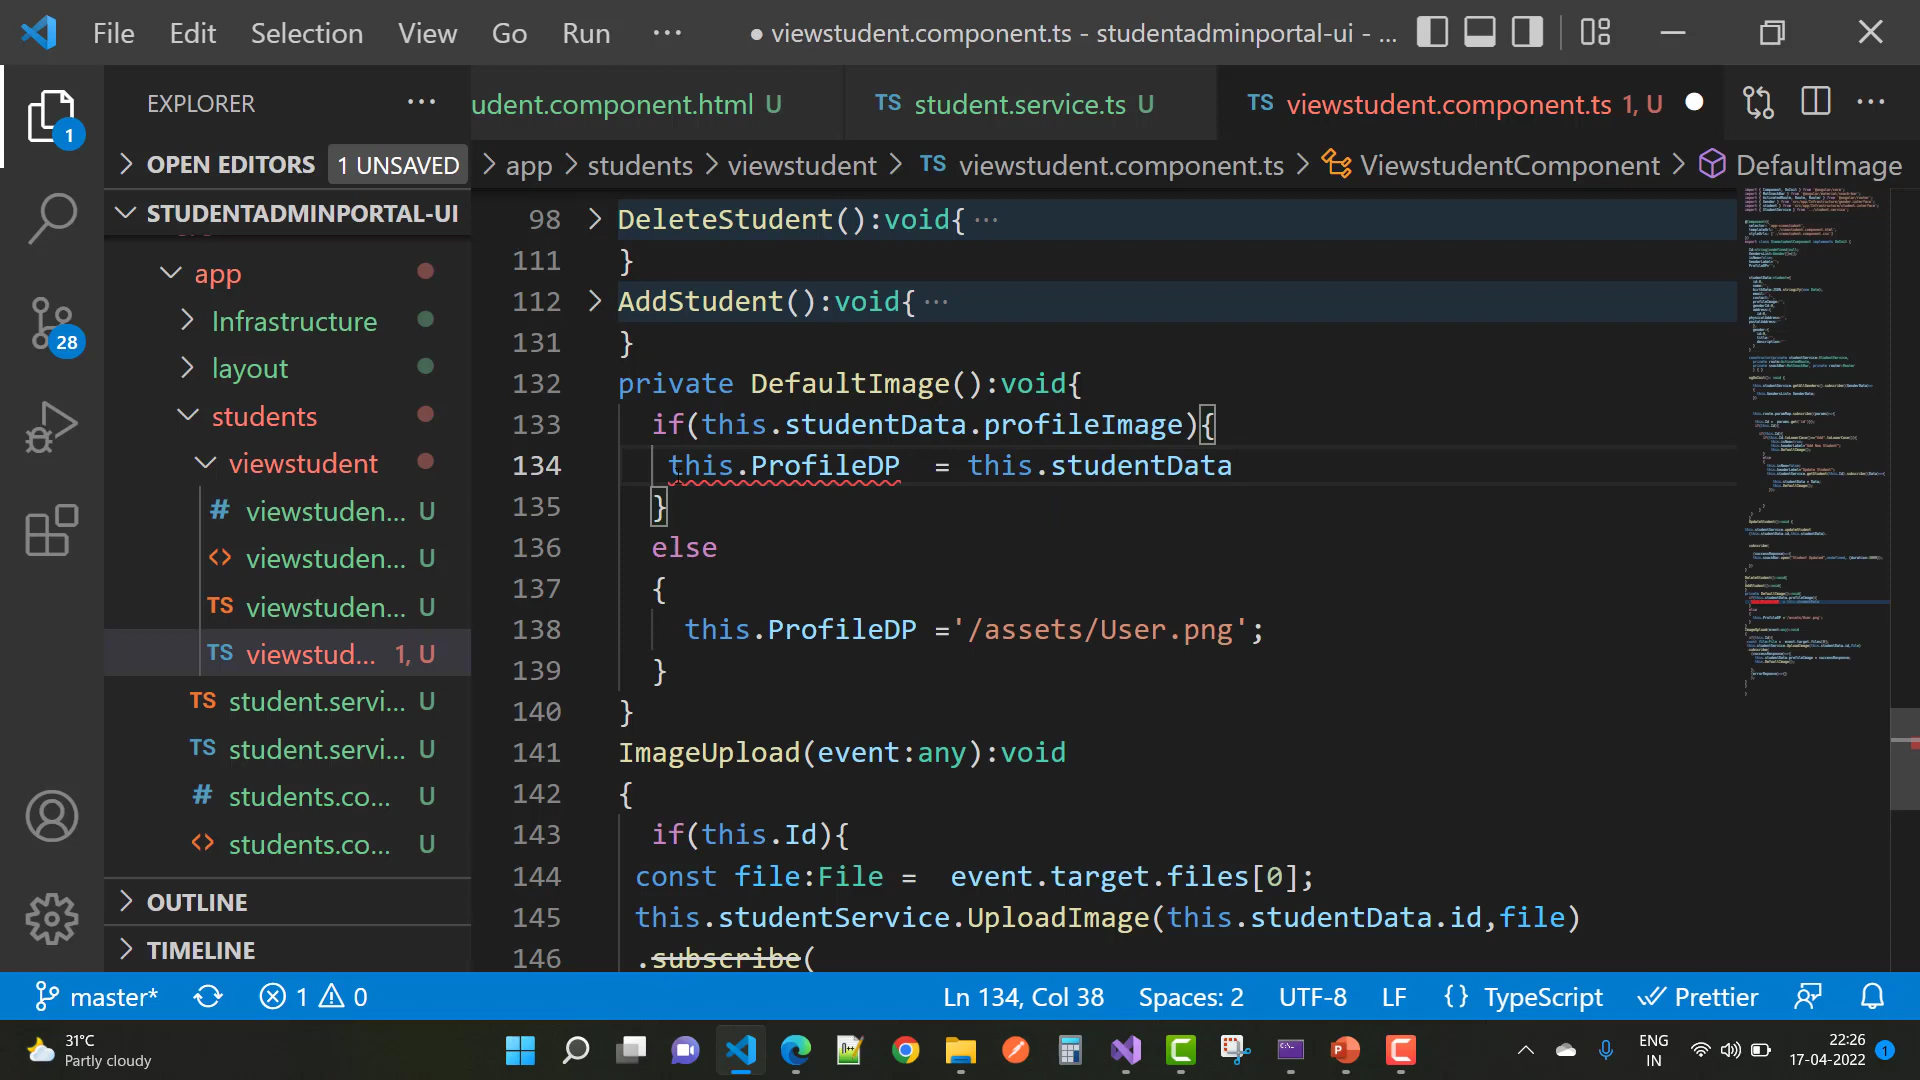 File Edit Selection View Go Run ··· ● viewstudent.component.ts - studentadminportal-ui - ...
EXPLORER ···
udent.component.html U
TS student.service.ts U
TS viewstudent.component.ts 1, U ●
OPEN EDITORS 1 UNSAVED
> app > students > viewstudent > TS viewstudent.component.ts > ViewstudentComponent > DefaultImage
STUDENTADMINPORTAL-UI
app
Infrastructure
layout
students
viewstudent
# viewstuden... U
<> viewstuden... U
TS viewstuden... U
TS viewstud... 1, U
TS student.servi... U
TS student.servi... U
# students.co... U
<> students.co... U
OUTLINE
TIMELINE
1
28
98 > DeleteStudent():void{ ···
111 }
112 > AddStudent():void{ ···
131 }
132 private DefaultImage():void{
133 if(this.studentData.profileImage){
134 this.ProfileDP = this.studentData
135 }
136 else
137 {
138 this.ProfileDP ='/assets/User.png';
139 }
140 }
141 ImageUpload(event:any):void
142 {
143 if(this.Id){
144 const file:File = event.target.files[0];
145 this.studentService.UploadImage(this.studentData.id,file)
146 .subscribe(
master* 1 0 Ln 134, Col 38 Spaces: 2 UTF-8 LF {} TypeScript Prettier
31°C
Partly cloudy
ENG
IN
22:26
17-04-2022
1